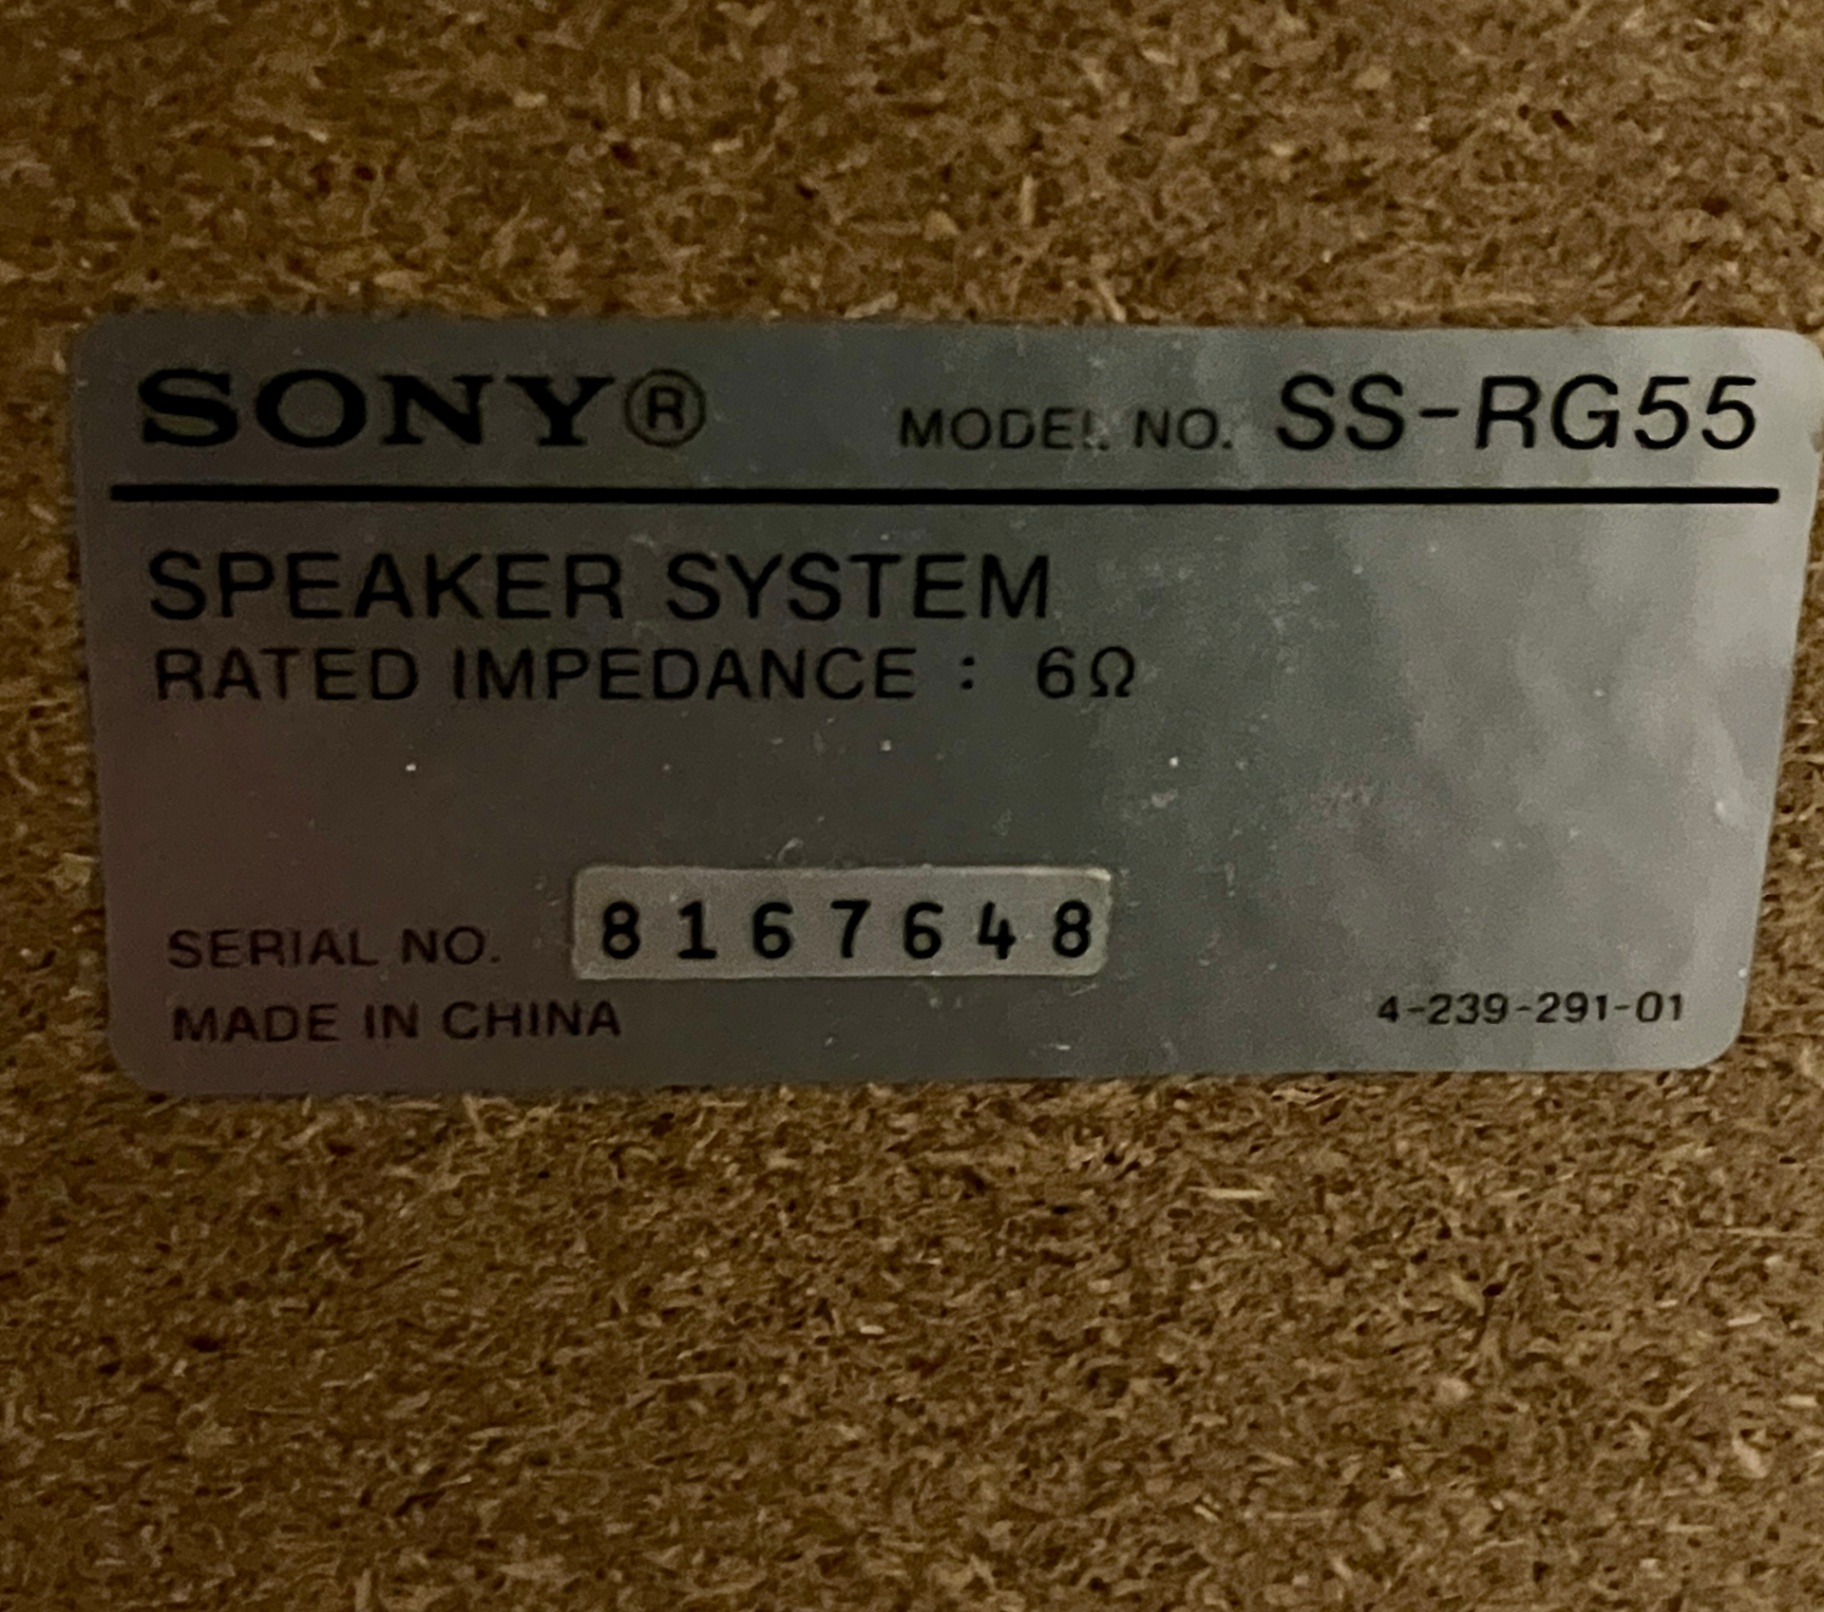 SONY® MODEL NO. SS-RG55
SPEAKER SYSTEM
RATED IMPEDANCE : 6Ω
SERIAL NO. 8167648
MADE IN CHINA
4-239-291-01